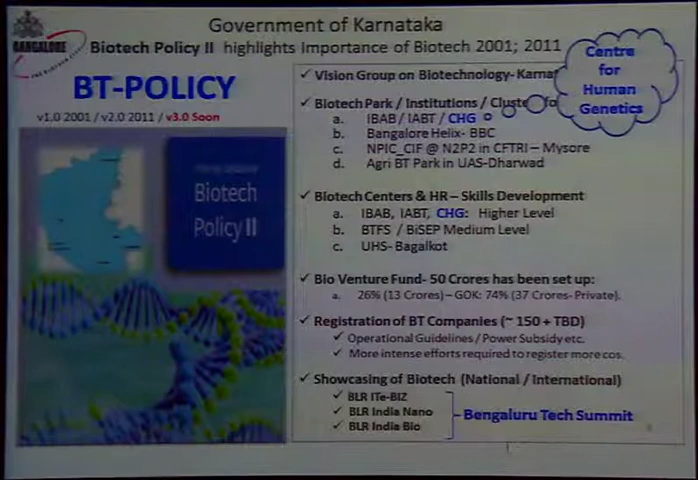 Government of Karnataka
BANGALORE
Biotech Policy II highlights Importance of Biotech 2001; 2011
BT-POLICY
v1.0 2001 / v2.0 2011 / v3.0 Soon
Biotech
Policy II
Centre
for
Human
Genetics
✓ Vision Group on Biotechnology-
✓ Biotech Park / Institutions /
a. IBAB / IABT / CHG
b. Bangalore Helix- BBC
c. NPIC_CIF @ N2P2 in CFTRI – Mysore
d. Agri BT Park in UAS-Dharwad
✓ Biotech Centers & HR – Skills Development
a. IBAB, IABT, CHG: Higher Level
b. BTFS / BiSEP Medium Level
c. UHS- Bagalkot
✓ Bio Venture Fund- 50 Crores has been set up:
a. 26% (13 Crores) – GOK: 74% (37 Crores- Private).
✓ Registration of BT Companies (~ 150 + TBD)
✓ Operational Guidelines / Power Subsidy etc.
✓ More intense efforts required to register more cos.
✓ Showcasing of Biotech (National / International)
✓ BLR ITe-BIZ
✓ BLR India Nano
✓ BLR India Bio
Bengaluru Tech Summit